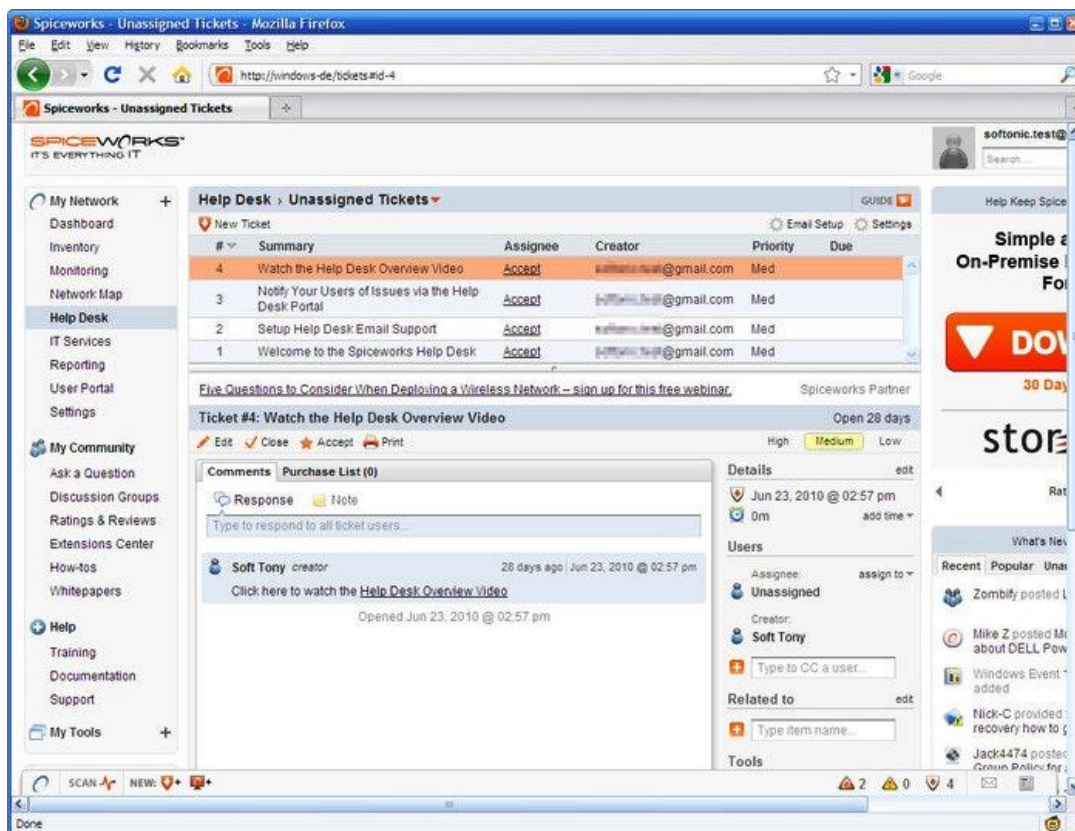 Spiceworks - Unassigned Tickets - Mozilla Firefox
File Edit View History Bookmarks Tools Help
http://windows-de/tickets#id-4
Google
Spiceworks - Unassigned Tickets
SPICEWORKS
IT'S EVERYTHING IT
softonic.test@
Search...
My Network +
Dashboard
Inventory
Monitoring
Network Map
Help Desk
IT Services
Reporting
User Portal
Settings
My Community
Ask a Question
Discussion Groups
Ratings & Reviews
Extensions Center
How-tos
Whitepapers
Help
Training
Documentation
Support
My Tools +
Help Desk › Unassigned Tickets
GUIDE
New Ticket
Email Setup Settings
# Summary Assignee Creator Priority Due
4 Watch the Help Desk Overview Video Accept @gmail.com Med
3 Notify Your Users of Issues via the Help Desk Portal Accept @gmail.com Med
2 Setup Help Desk Email Support Accept @gmail.com Med
1 Welcome to the Spiceworks Help Desk Accept @gmail.com Med
Five Questions to Consider When Deploying a Wireless Network – sign up for this free webinar.
Spiceworks Partner
Ticket #4: Watch the Help Desk Overview Video
Open 28 days
Edit Close Accept Print
High Medium Low
Comments Purchase List (0)
Response Note
Type to respond to all ticket users...
Soft Tony creator
28 days ago Jun 23, 2010 @ 02:57 pm
Click here to watch the Help Desk Overview Video
Opened Jun 23, 2010 @ 02:57 pm
Details edit
Jun 23, 2010 @ 02:57 pm
0m add time
Users
Assignee: assign to
Unassigned
Creator:
Soft Tony
Type to CC a user...
Related to edit
Type item name...
Tools
Help Keep Spice
Simple a
On-Premise
For
DOW
30 Day
stor
Rat
What's New
Recent Popular Una
Zombify posted L
Mike Z posted Mo
about DELL Pow
Windows Event
added
Nick-C provided
recovery how to g
Jack4474 posted
Group Policy for a
SCAN NEW:
2 0 4
Done